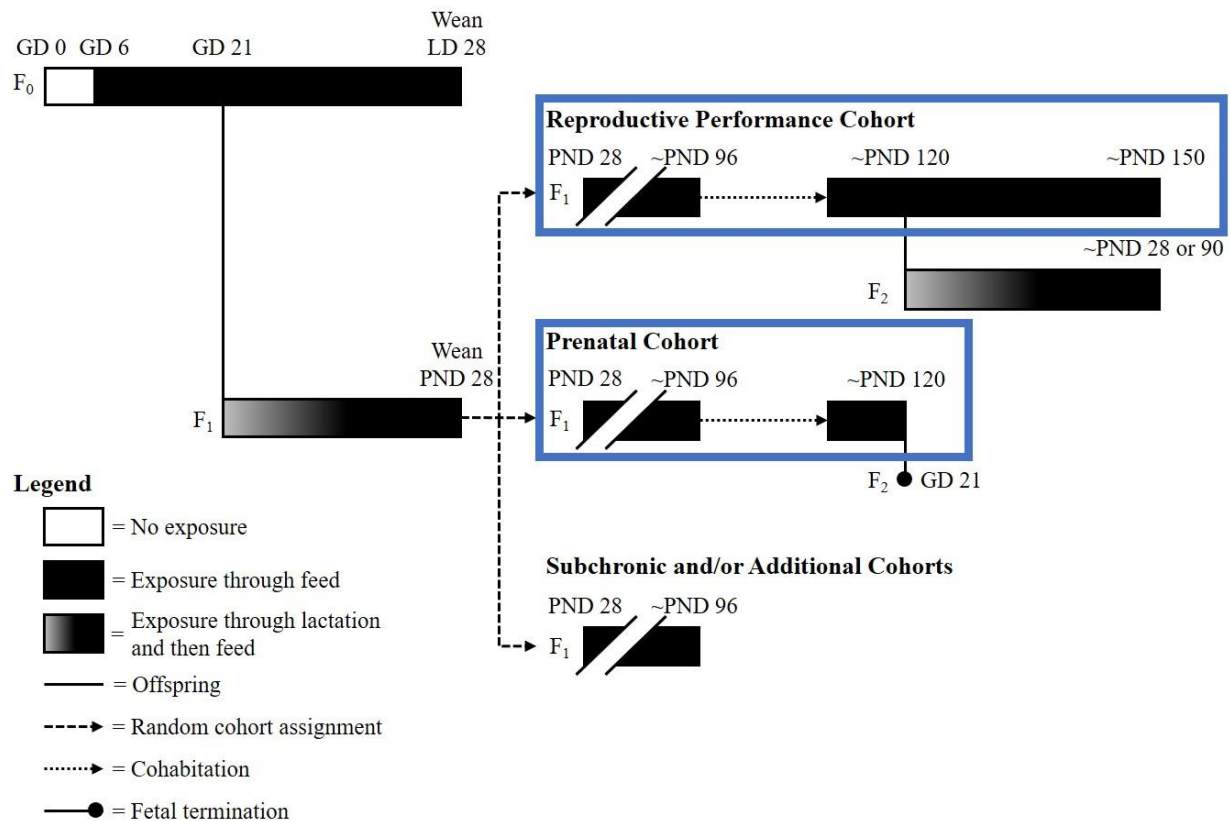 Wean
GD 0 GD 6 GD 21 LD 28
F₀
Reproductive Performance Cohort
PND 28 ~PND 96 ~PND 120 ~PND 150
F₁
~PND 28 or 90
F₂
Wean
PND 28
F₁
Prenatal Cohort
PND 28 ~PND 96 ~PND 120
F₁
F₂ GD 21
Subchronic and/or Additional Cohorts
PND 28 ~PND 96
F₁
Legend
= No exposure
= Exposure through feed
= Exposure through lactation
and then feed
= Offspring
= Random cohort assignment
= Cohabitation
= Fetal termination